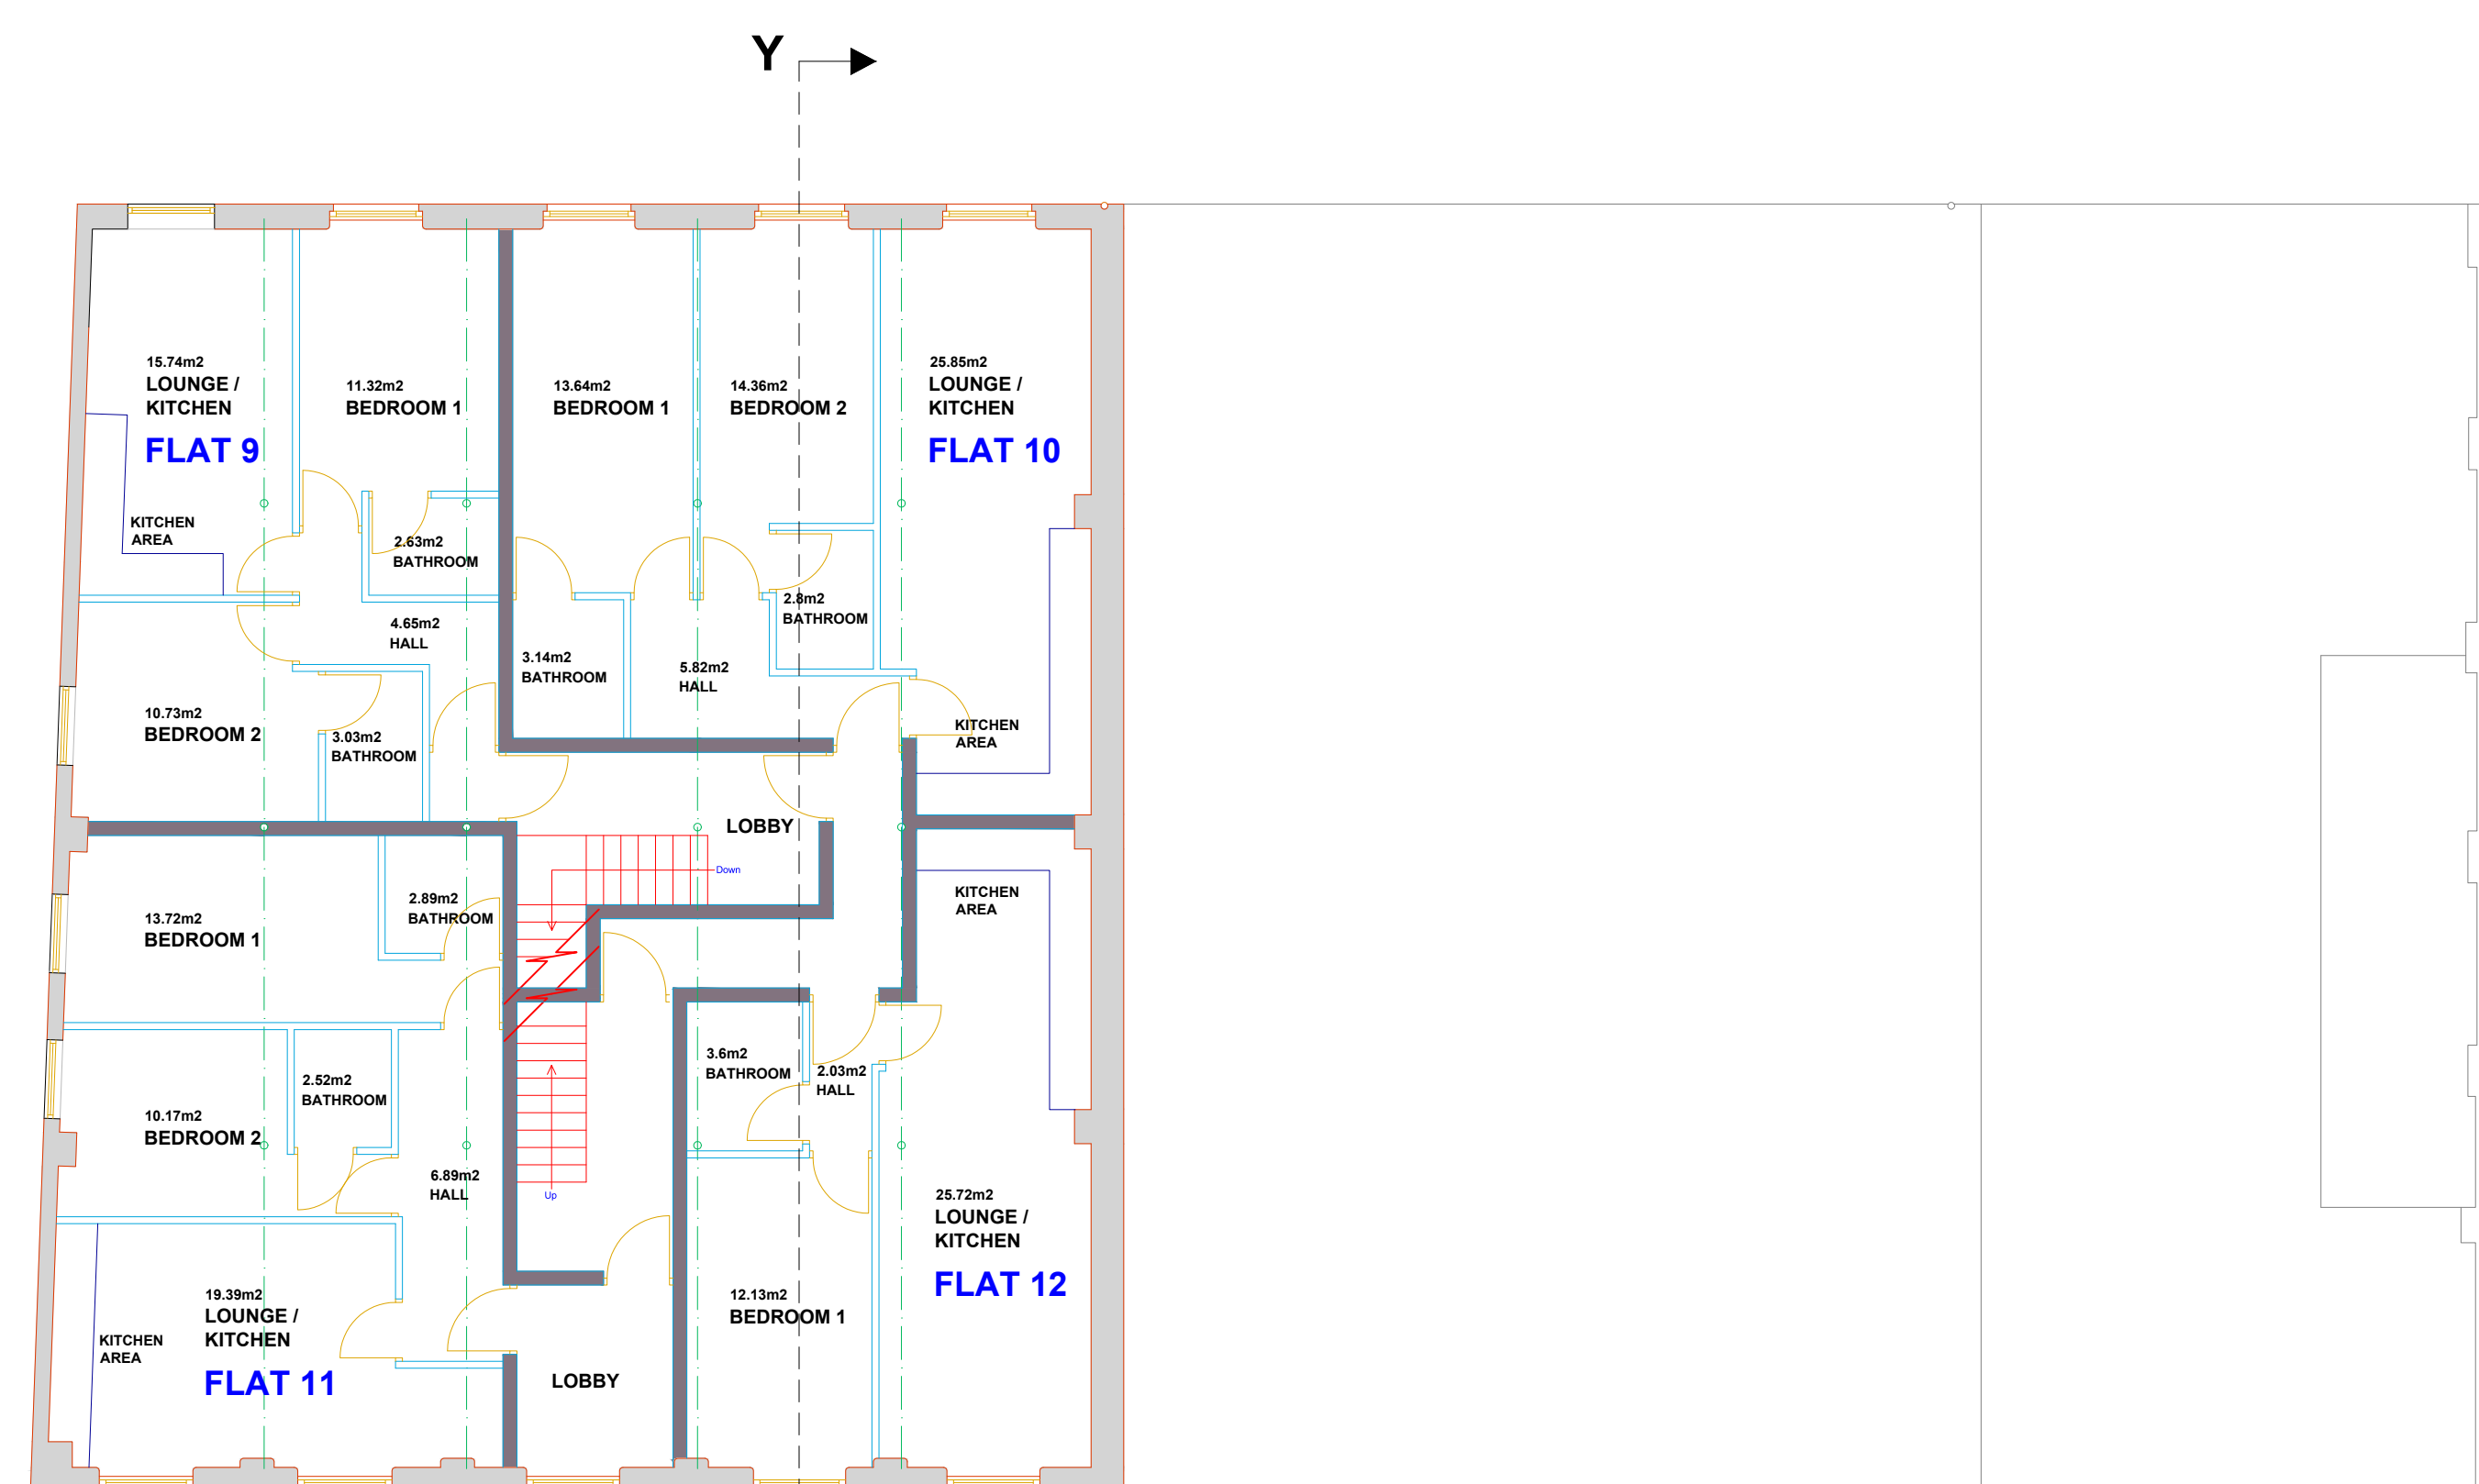 Y
15.74m2
LOUNGE /
KITCHEN
FLAT 9
11.32m2
BEDROOM 1
13.64m2
BEDROOM 1
14.36m2
BEDROOM 2
25.85m2
LOUNGE /
KITCHEN
FLAT 10
KITCHEN
AREA
2.63m2
BATHROOM
4.65m2
HALL
2.8m2
BATHROOM
3.14m2
BATHROOM
5.82m2
HALL
10.73m2
BEDROOM 2
3.03m2
BATHROOM
KITCHEN
AREA
LOBBY
Down
13.72m2
BEDROOM 1
2.89m2
BATHROOM
KITCHEN
AREA
2.52m2
BATHROOM
10.17m2
BEDROOM 2
3.6m2
BATHROOM
2.03m2
HALL
6.89m2
HALL
Up
25.72m2
LOUNGE /
KITCHEN
FLAT 12
19.39m2
LOUNGE /
KITCHEN
FLAT 11
KITCHEN
AREA
12.13m2
BEDROOM 1
LOBBY